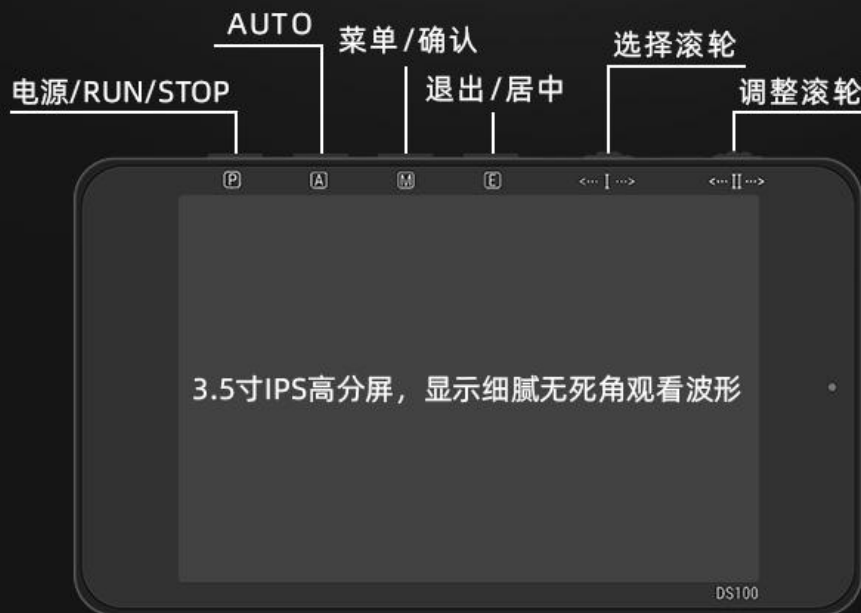 AUTO
菜单/确认
选择滚轮
电源/RUN/STOP
退出/居中
调整滚轮
P A M E <··· I ···> <··· II ···>
3.5寸IPS高分屏，显示细腻无死角观看波形
DS100